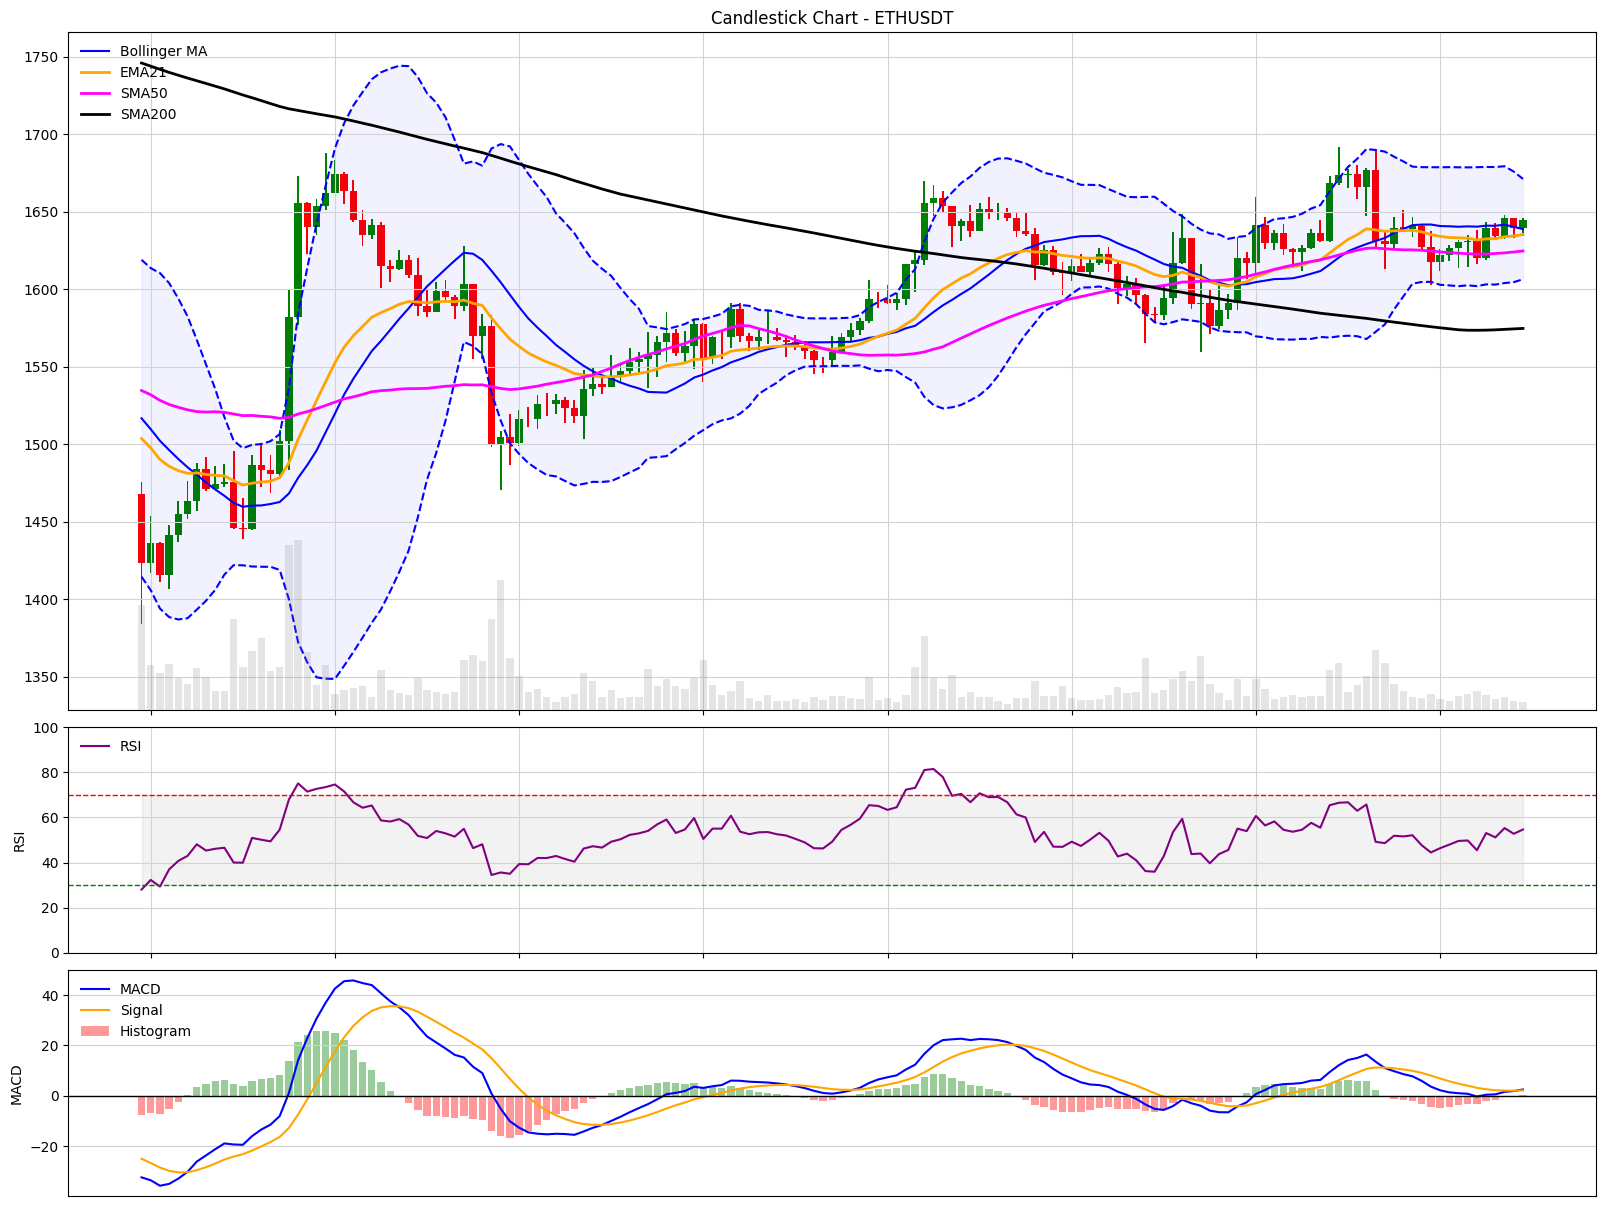 Candlestick Chart - ETHUSDT
Bollinger MA
EMA21
SMA50
SMA200
1750
1700
1650
1600
1550
1500
1450
1400
1350
RSI
RSI
100
80
60
40
20
0
MACD
Signal
Histogram
MACD
40
20
0
−20